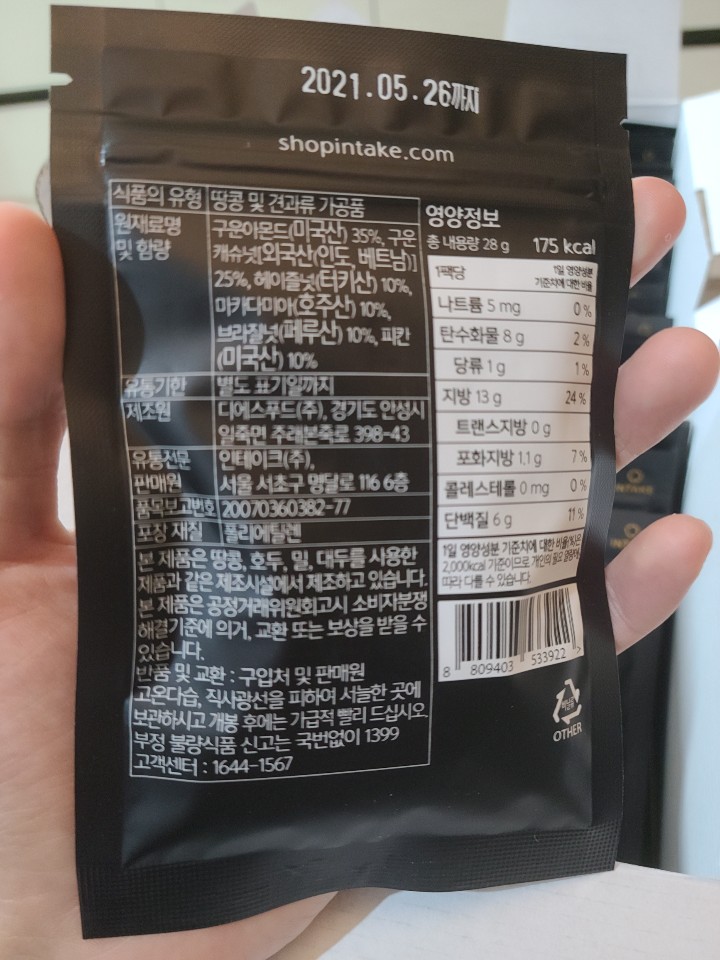 2021.05.26까지
shopintake.com
식품의 유형 땅콩 및 견과류 가공품
원재료명 구운아몬드(미국산) 35%, 구운
및 함량 캐슈넛[외국산(인도, 베트남)]
25%, 헤이즐넛(터키산) 10%,
마카다미아(호주산) 10%,
브라질넛(페루산) 10%, 피칸
(미국산) 10%
유통기한 별도 표기일까지
제조원 디에스푸드(주), 경기도 안성시
일죽면 주래본죽로 398-43
유통전문 인테이크(주),
판매원 서울 서초구 명달로 116 6층
품목보고번호 20070360382-77
포장 재질 폴리에틸렌
본 제품은 땅콩, 호두, 밀, 대두를 사용한
제품과 같은 제조시설에서 제조하고 있습니다.
본 제품은 공정거래위원회고시 소비자분쟁
해결기준에 의거, 교환 또는 보상을 받을 수
있습니다.
반품 및 교환 : 구입처 및 판매원
고온다습, 직사광선을 피하여 서늘한 곳에
보관하시고 개봉 후에는 가급적 빨리 드십시오.
부정 불량식품 신고는 국번없이 1399
고객센터 : 1644-1567
영양정보
총 내용량 28 g 175 kcal
1팩당 1일 영양성분
기준치에 대한 비율
나트륨 5 mg 0 %
탄수화물 8 g 2 %
당류 1 g 1 %
지방 13 g 24 %
트랜스지방 0 g
포화지방 1.1 g 7 %
콜레스테롤 0 mg 0 %
단백질 6 g 11 %
1일 영양성분 기준치에 대한 비율(%)은
2,000kcal 기준이므로 개인의 필요 열량에
따라 다를 수 있습니다.
8 809403 533922 >
OTHER